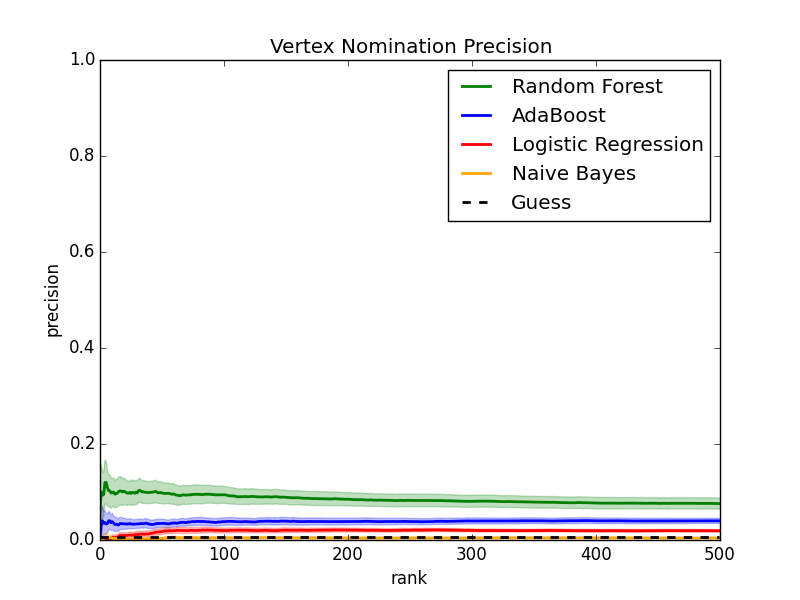 Vertex Nomination Precision
1.0
0.8
0.6
0.4
0.2
0.0
precision
Random Forest
AdaBoost
Logistic Regression
Naive Bayes
Guess
0 100 200 300 400 500
rank